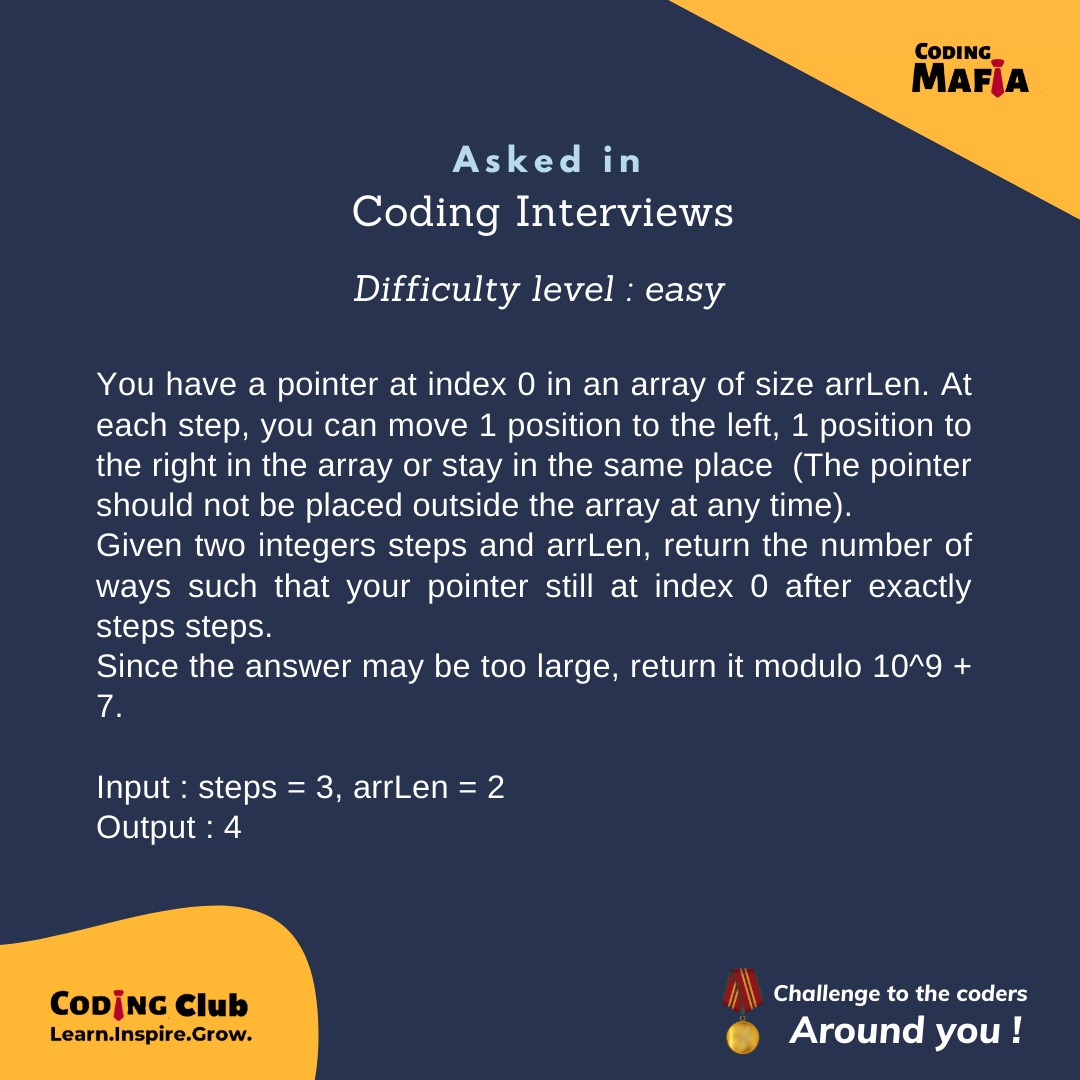 CODING
MAFIA
Asked in
Coding Interviews
Difficulty level : easy
You have a pointer at index 0 in an array of size arrLen. At
each step, you can move 1 position to the left, 1 position to
the right in the array or stay in the same place  (The pointer
should not be placed outside the array at any time).
Given two integers steps and arrLen, return the number of
ways such that your pointer still at index 0 after exactly
steps steps.
Since the answer may be too large, return it modulo 10^9 +
7.
Input : steps = 3, arrLen = 2
Output : 4
CODING Club
Learn.Inspire.Grow.
Challenge to the coders
Around you !